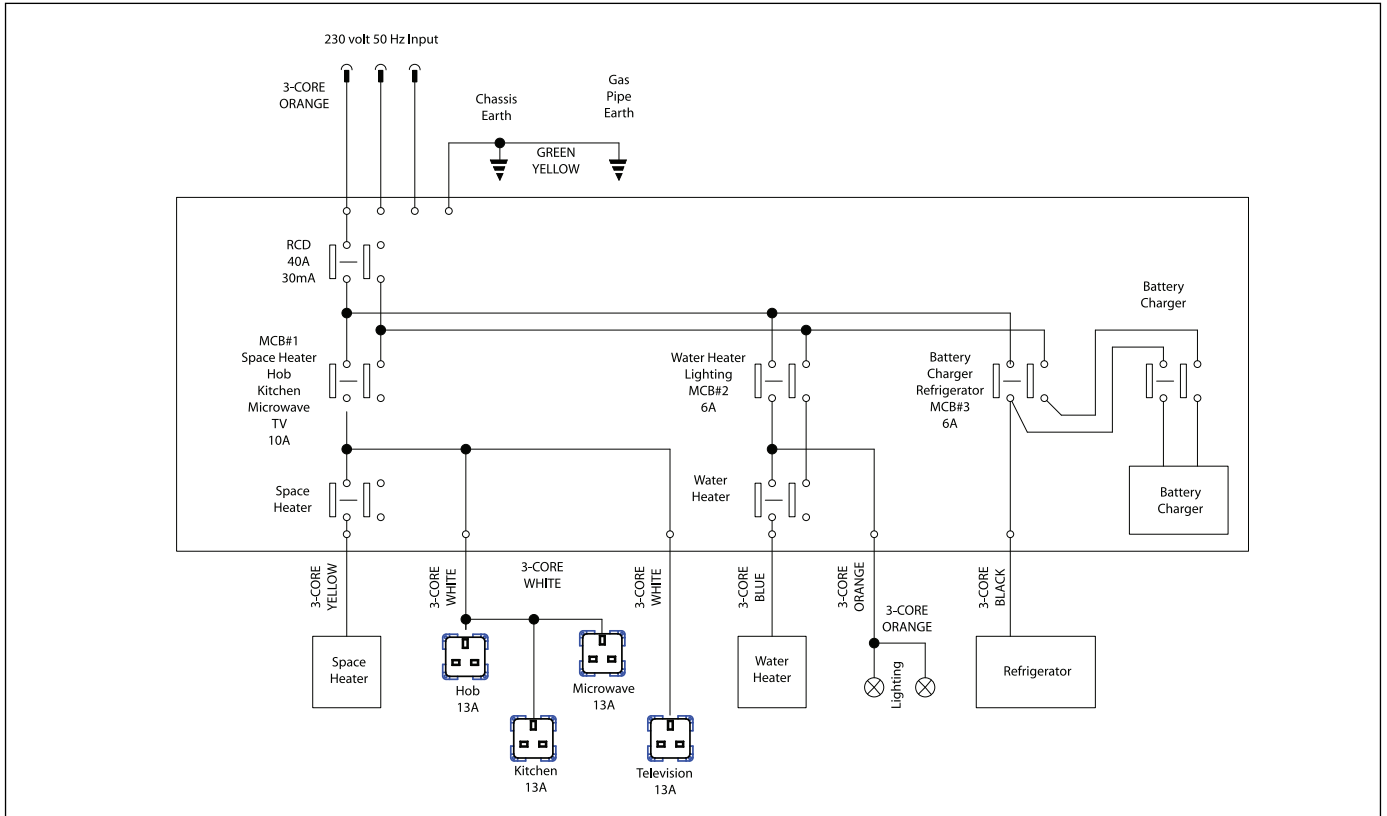 230 volt 50 Hz Input
3-CORE
ORANGE
Chassis
Earth
Gas
Pipe
Earth
GREEN
YELLOW
RCD
40A
30mA
Battery
Charger
MCB#1
Space Heater
Hob
Kitchen
Microwave
TV
10A
Water Heater
Lighting
MCB#2
6A
Battery
Charger
Refrigerator
MCB#3
6A
Space
Heater
Water
Heater
Battery
Charger
3-CORE
YELLOW
3-CORE
WHITE
3-CORE
WHITE
3-CORE
WHITE
3-CORE
BLUE
3-CORE
ORANGE
3-CORE
ORANGE
3-CORE
BLACK
Space
Heater
Hob
13A
Microwave
13A
Kitchen
13A
Television
13A
Water
Heater
Lighting
Refrigerator